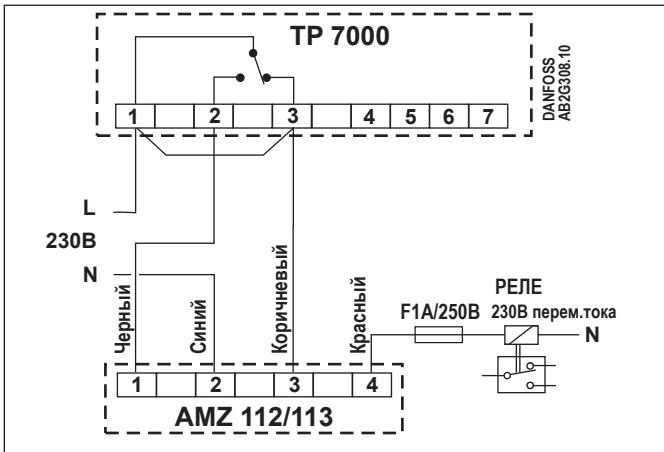 TP 7000
DANFOSS
AB2G308.10
1 2 3 4 5 6 7
L
230В
N
Черный
Синий
Коричневый
Красный
F1A/250В
РЕЛЕ
230В перем.тока
N
1 2 3 4
AMZ 112/113